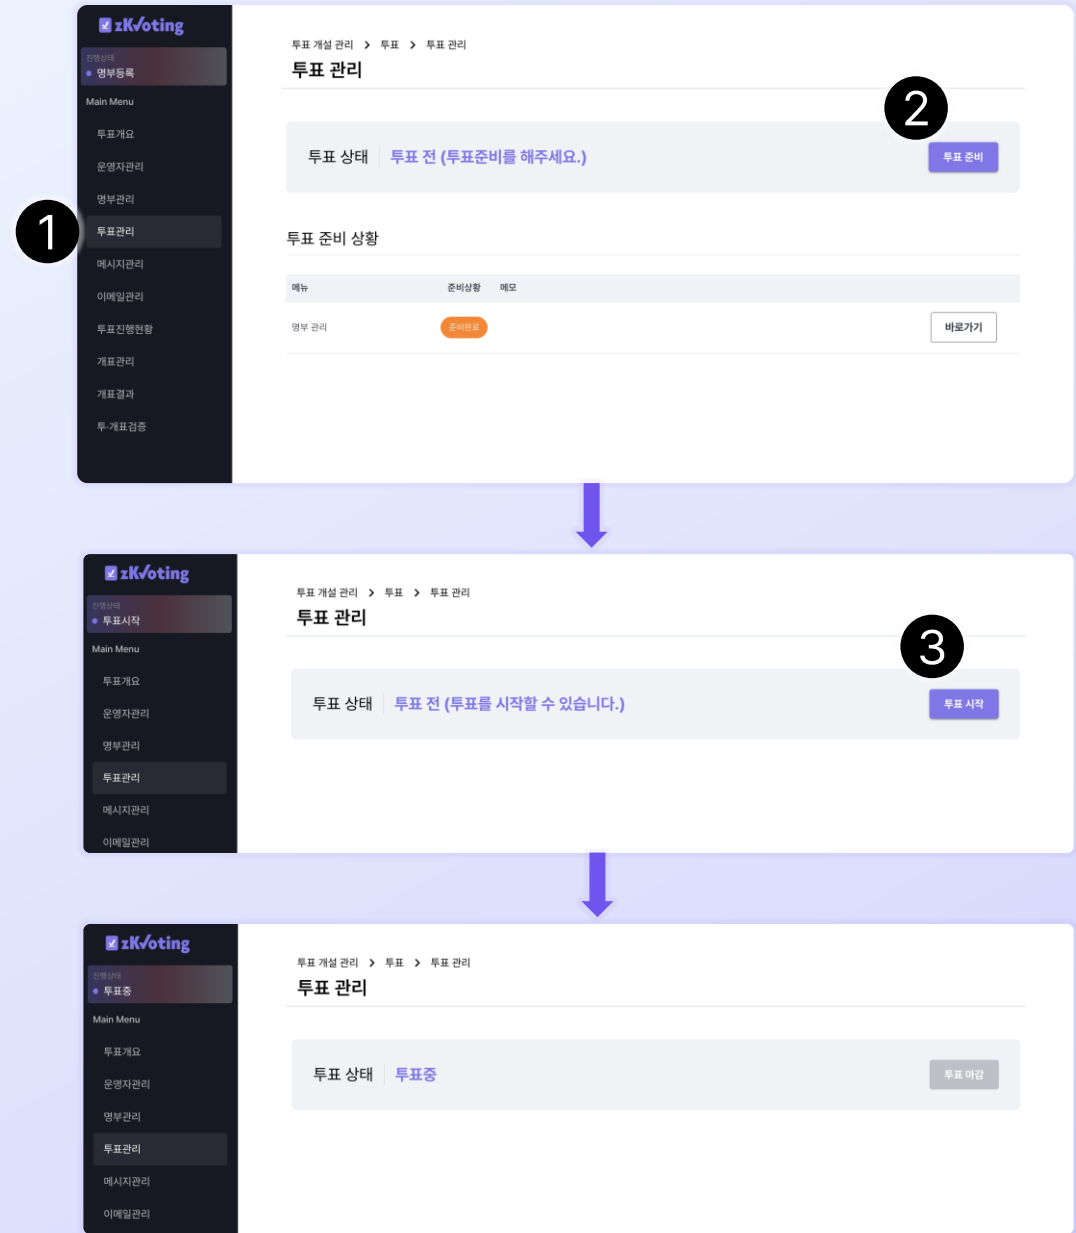 zKVoting
진행상태
명부등록
Main Menu
투표개요
운영자관리
명부관리
1
투표관리
메시지관리
이메일관리
투표진행현황
개표관리
개표결과
투·개표검증
투표 개설 관리 > 투표 > 투표 관리
투표 관리
2
투표 상태 투표 전 (투표준비를 해주세요.) 투표 준비
투표 준비 상황
메뉴 준비상황 메모
명부 관리 준비완료 바로가기
zKVoting
진행상태
투표시작
Main Menu
투표개요
운영자관리
명부관리
투표관리
메시지관리
이메일관리
투표 개설 관리 > 투표 > 투표 관리
투표 관리
3
투표 상태 투표 전 (투표를 시작할 수 있습니다.) 투표 시작
zKVoting
진행상태
투표중
Main Menu
투표개요
운영자관리
명부관리
투표관리
메시지관리
이메일관리
투표 개설 관리 > 투표 > 투표 관리
투표 관리
투표 상태 투표중 투표 마감